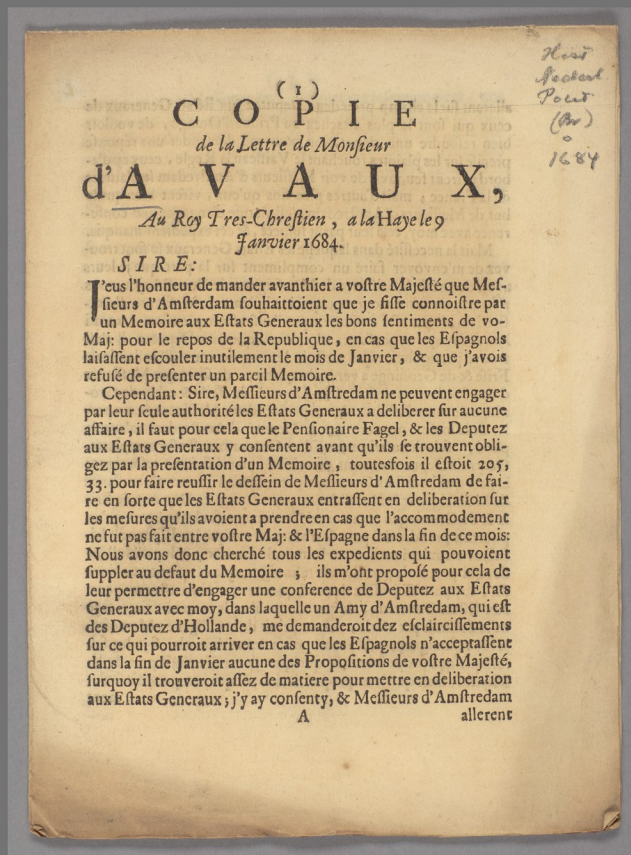 (1)
COPIE
de la Lettre de Monſieur
d'AVAUX,
Au Roy Tres-Chreſtien, a la Haye le 9
Janvier 1684.
SIRE:
J'eus l'honneur de mander avanthier a voſtre Majeſté que Meſ-
ſieurs d'Amſterdam ſouhaittoient que je fiſſe connoiſtre par
un Memoire aux Eſtats Generaux les bons ſentiments de vo-
Maj: pour le repos de la Republique, en cas que les Eſpagnols
laiſaſſent eſcouler inutilement le mois de Janvier, & que j'avois
refuſé de preſenter un pareil Memoire.
Cependant: Sire, Meſſieurs d'Amſtredam ne peuvent engager
par leur ſeule authorité les Eſtats Generaux a deliberer ſur aucune
affaire, il faut pour cela que le Penſionaire Fagel, & les Deputez
aux Eſtats Generaux y conſentent avant qu'ils ſe trouvent obli-
gez par la preſentation d'un Memoire, toutesfois il eſtoit 205,
33. pour faire reuſſir le deſſein de Meſſieurs d'Amſtredam de fai-
re en ſorte que les Eſtats Generaux entraſſent en deliberation ſur
les meſures qu'ils avoient a prendre en cas que l'accommodement
ne fut pas fait entre voſtre Maj: & l'Eſpagne dans la fin de ce mois:
Nous avons donc cherché tous les expedients qui pouvoient
ſuppler au defaut du Memoire ; ils m'ont propoſé pour cela de
leur permettre d'engager une conference de Deputez aux Eſtats
Generaux avec moy, dans laquelle un Amy d'Amſtredam, qui eſt
des Deputez d'Hollande, me demanderoit dez eſclairciſſements
ſur ce qui pourroit arriver en cas que les Eſpagnols n'acceptaſſent
dans la fin de Janvier aucune des Propoſitions de voſtre Majeſté,
ſurquoy il trouveroit aſſez de matiere pour mettre en deliberation
aux Eſtats Generaux; j'y ay conſenty, & Meſſieurs d'Amſtredam
A allerent
Hist
Nederl
1684